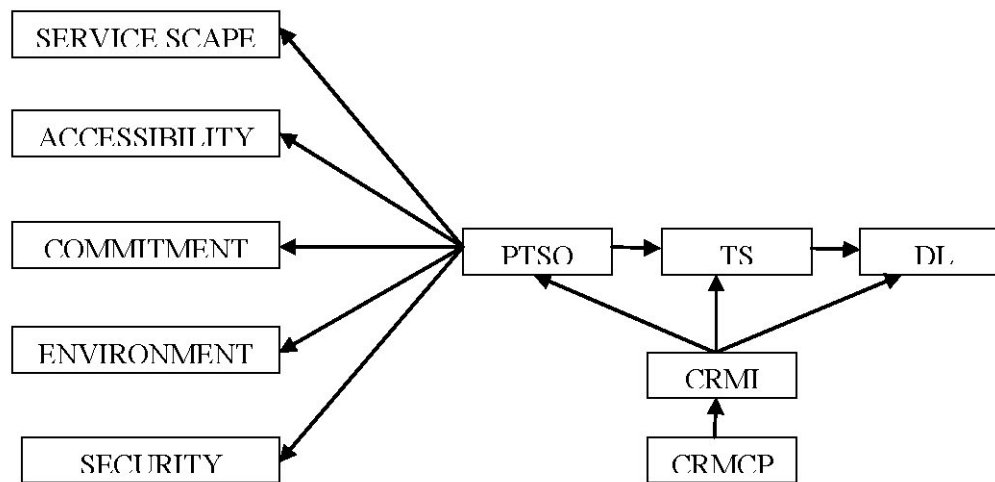 SERVICE SCAPE
ACCESSIBILITY
COMMITMENT
PTSO
TS
DL
ENVIRONMENT
CRMI
SECURITY
CRMCP